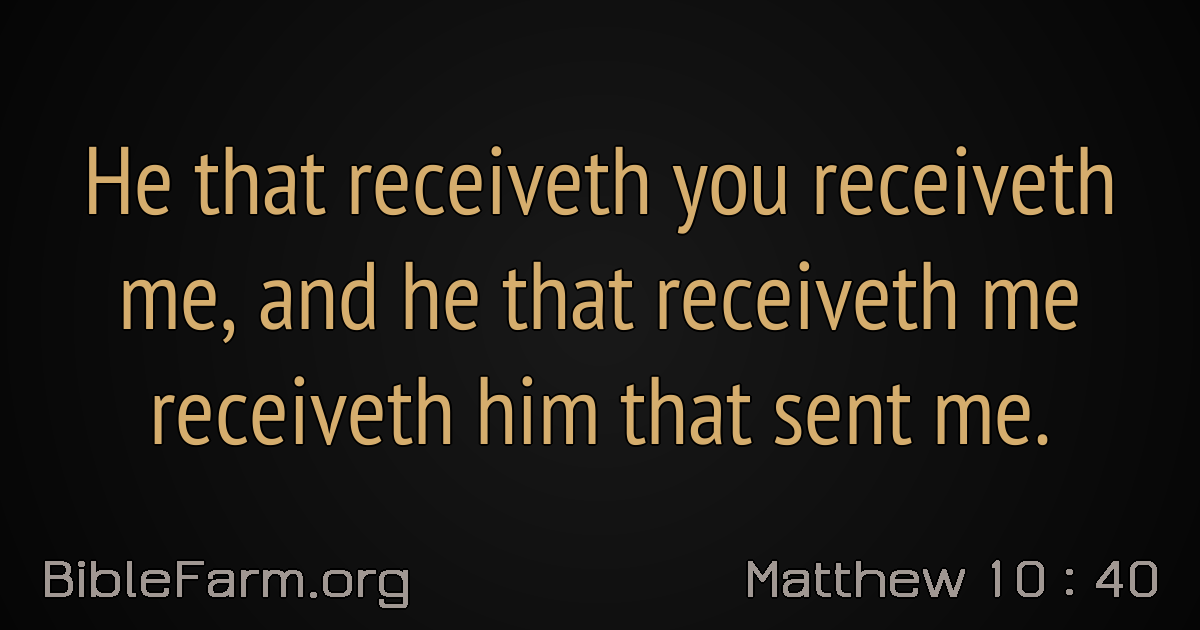 He that receiveth you receiveth
me, and he that receiveth me
receiveth him that sent me.
BibleFarm.org
Matthew 10 : 40